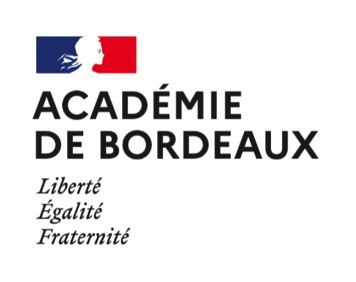 ACADÉMIE
DE BORDEAUX
Liberté
Égalité
Fraternité